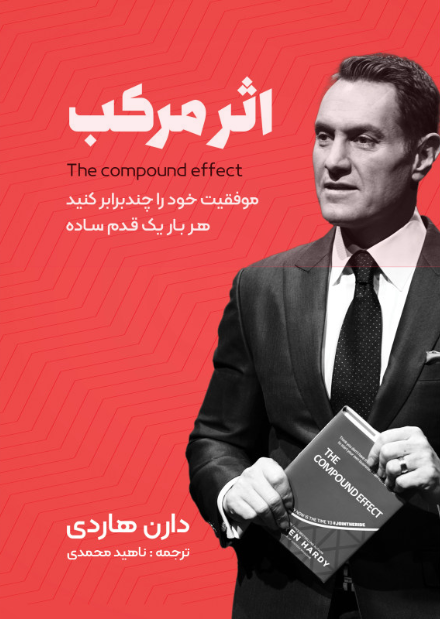 اثر مرکب
The compound effect
موفقیت خود را چندبرابر کنید
هر بار یک قدم ساده
THE
COMPOUND EFFECT
EN HARDY
دارن هاردی
ترجمه : ناهید محمدی